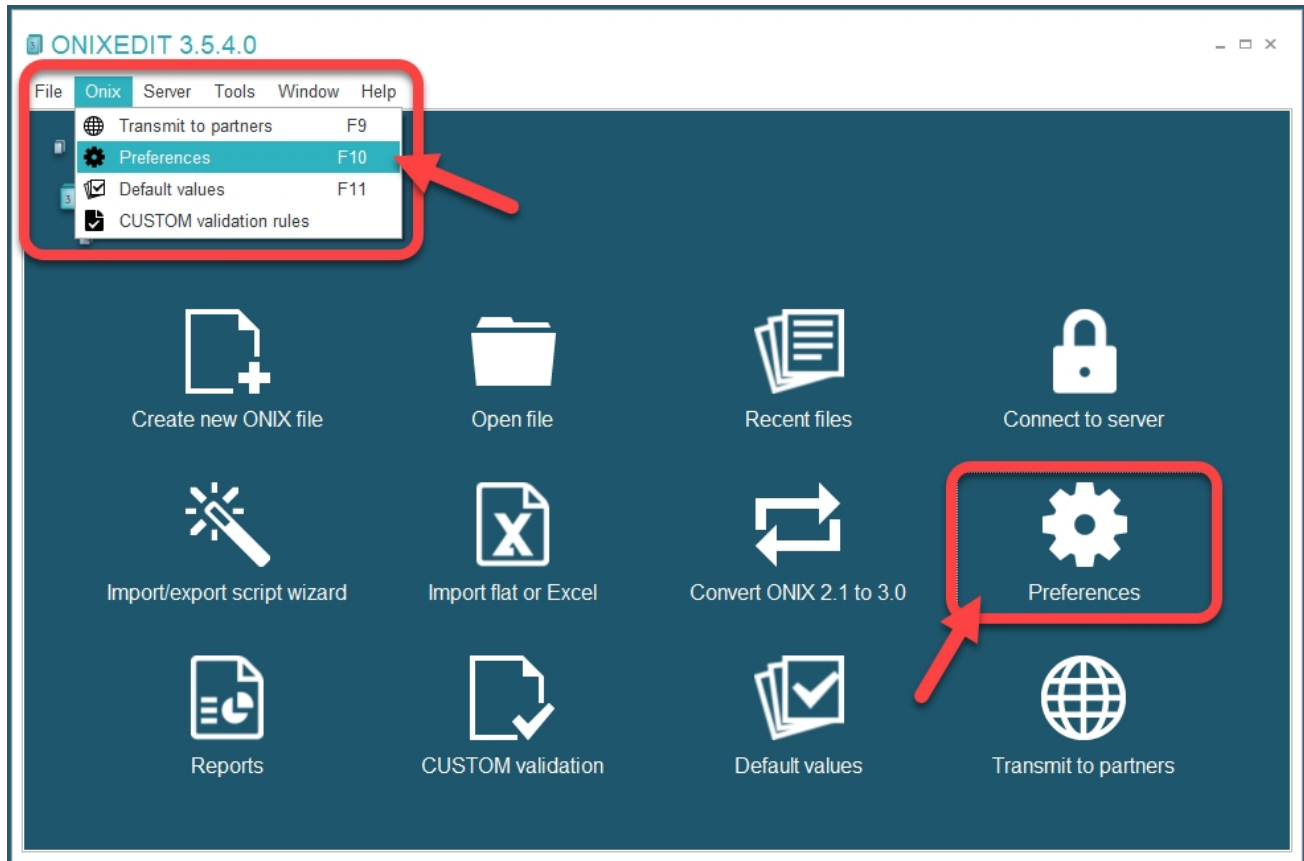 ONIXEDIT 3.5.4.0
File Onix Server Tools Window Help
Transmit to partners F9
Preferences F10
Default values F11
CUSTOM validation rules
Create new ONIX file
Open file
Recent files
Connect to server
Import/export script wizard
Import flat or Excel
Convert ONIX 2.1 to 3.0
Preferences
Reports
CUSTOM validation
Default values
Transmit to partners